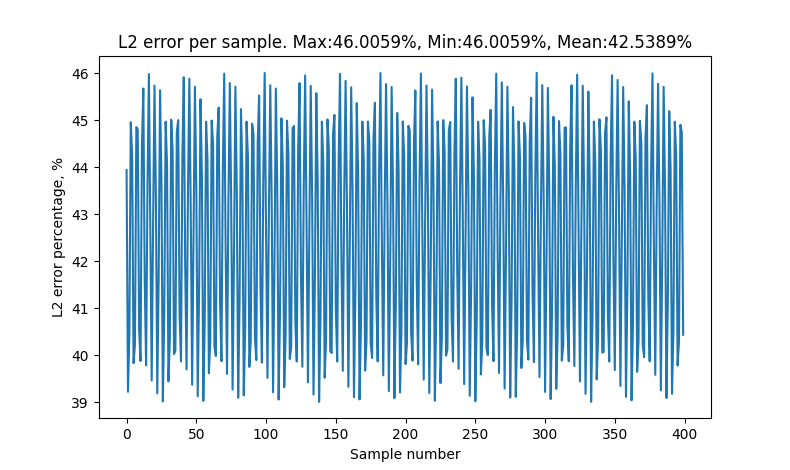 L2 error per sample. Max:46.0059%, Min:46.0059%, Mean:42.5389%
46
45
44
43
42
41
40
39
L2 error percentage, %
0 50 100 150 200 250 300 350 400
Sample number